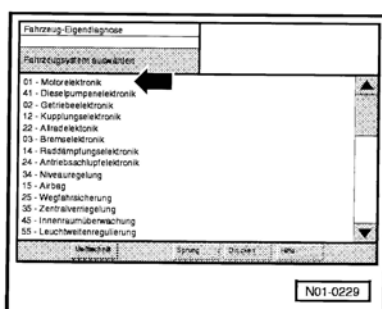 Fahrzeug-Eigendiagnose
Fahrzeugsystem auswählen
01 - Motorelektronik
41 - Dieselpumpenelektronik
02 - Getriebeelektronik
12 - Kupplungselektronik
22 - Allradelektonik
03 - Bremselektronik
14 - Raddämpfungselektronik
24 - Antriebsschlupfelektronik
34 - Niveauregelung
15 - Airbag
25 - Wegfahrsicherung
35 - Zentralverriegelung
45 - Innenraumüberwachung
55 - Leuchtweitenregulierung
Sprung Drucken Hilfe
N01-0229